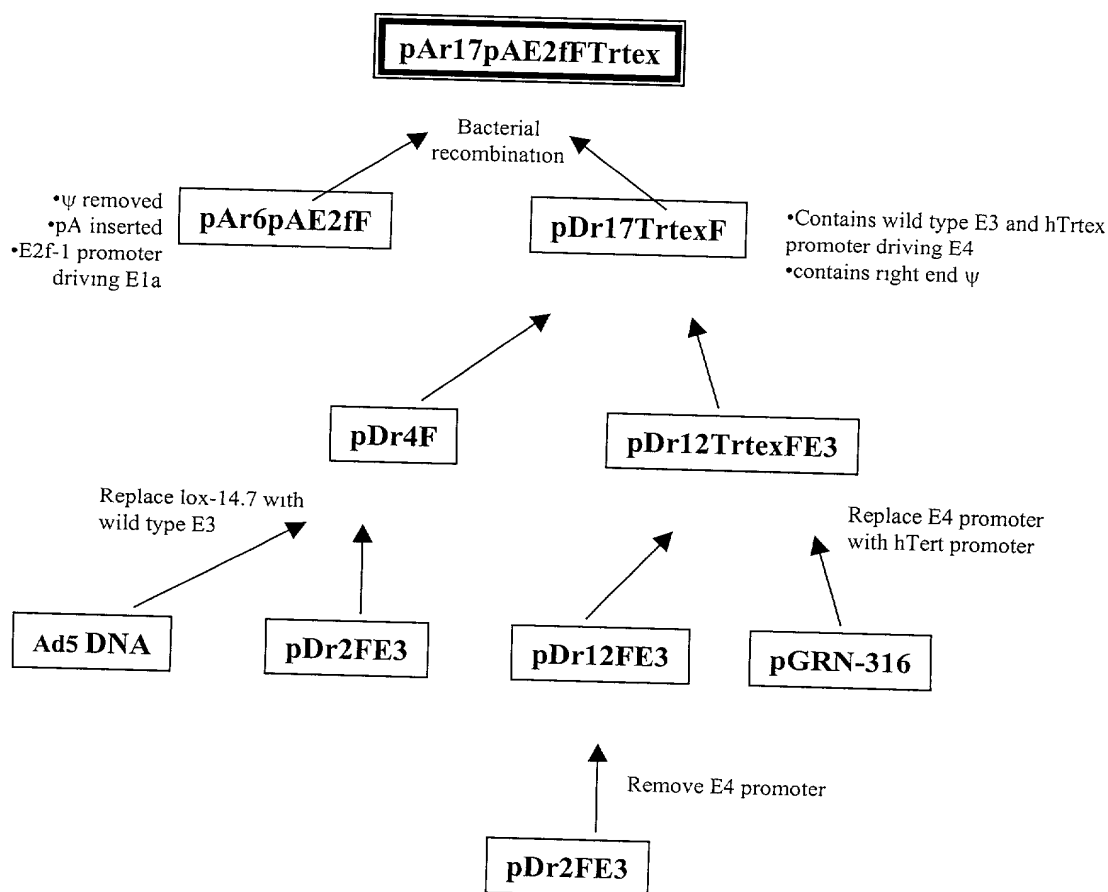 pAr17pAE2fFTrtex
Bacterial
recombination
•ψ removed
•pA inserted
•E2f-1 promoter
driving E1a
pAr6pAE2fF
pDr17TrtexF
•Contains wild type E3 and hTrtex
promoter driving E4
•contains right end ψ
pDr4F
pDr12TrtexFE3
Replace lox-14.7 with
wild type E3
Replace E4 promoter
with hTert promoter
Ad5 DNA
pDr2FE3
pDr12FE3
pGRN-316
Remove E4 promoter
pDr2FE3